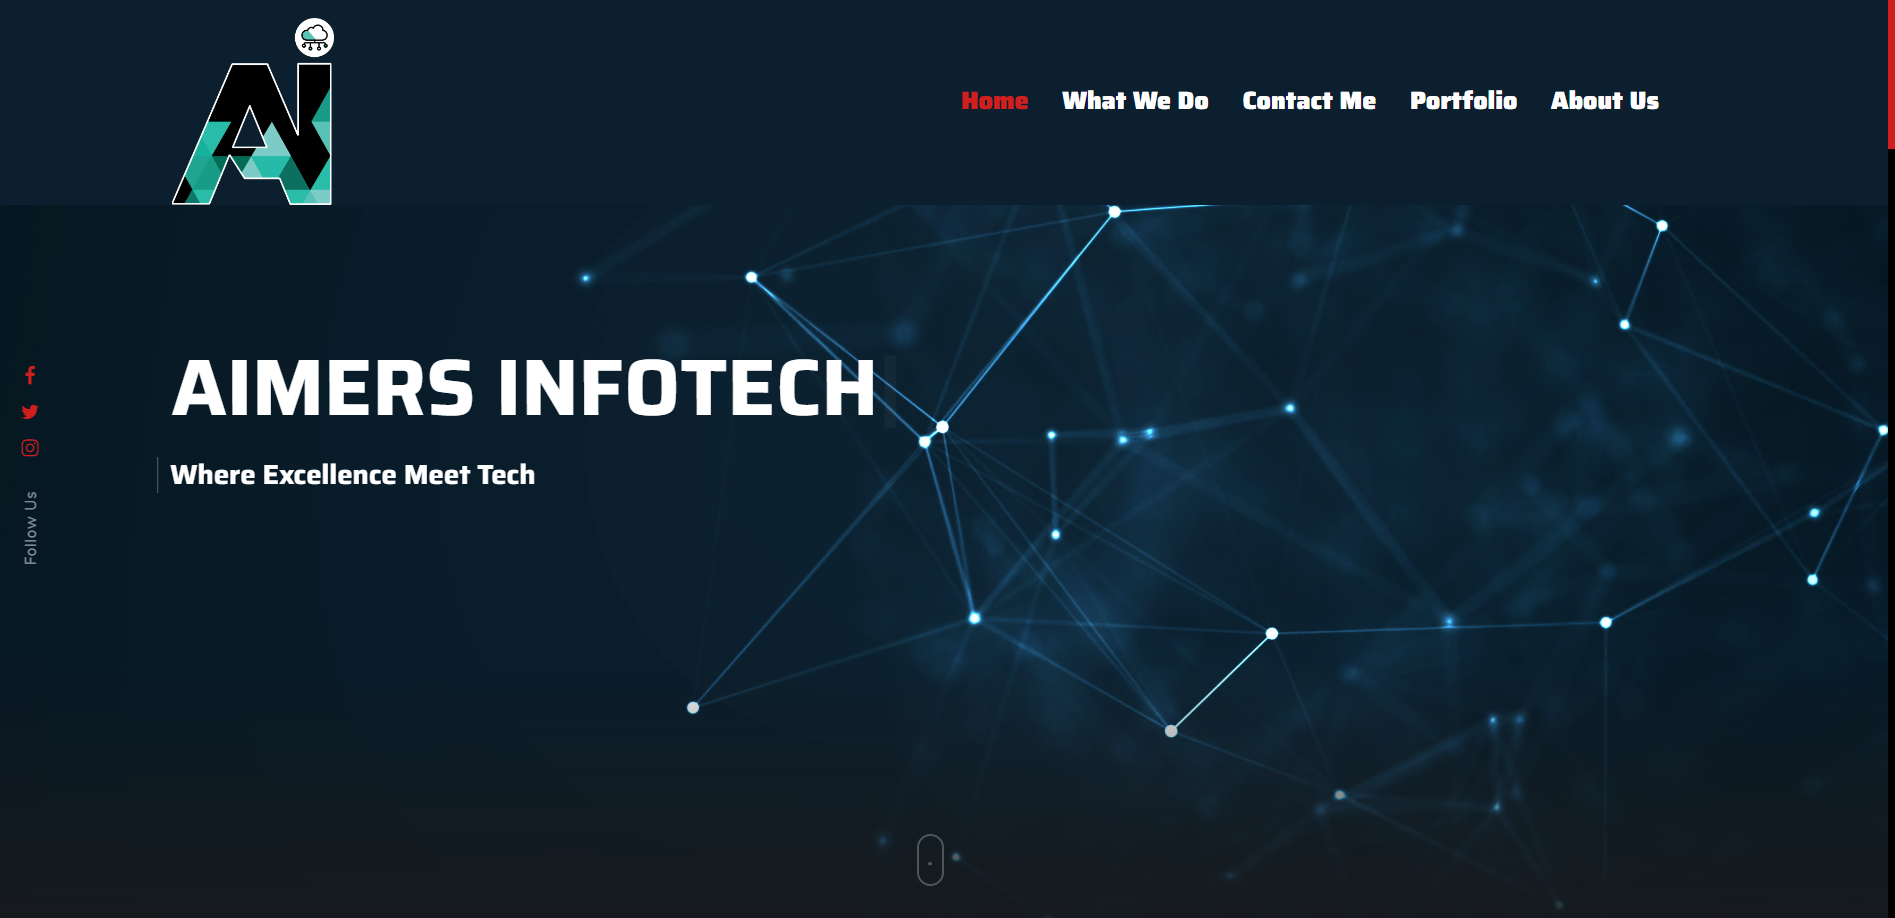 Ai
Home What We Do Contact Me Portfolio About Us
AIMERS INFOTECH
Where Excellence Meet Tech
Follow Us